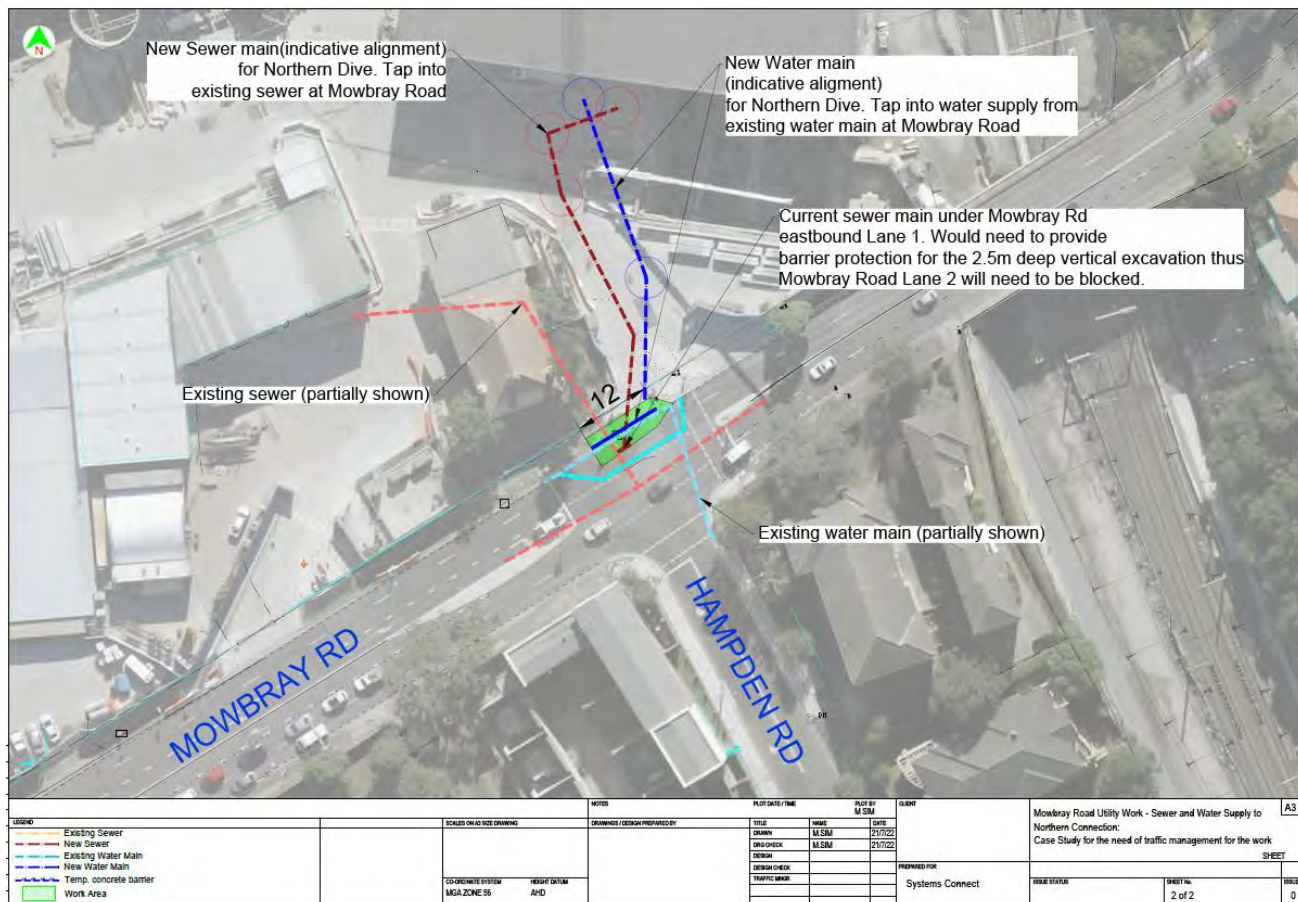 N
New Sewer main(indicative alignment)
for Northern Dive. Tap into
existing sewer at Mowbray Road
New Water main
(indicative aligment)
for Northern Dive. Tap into water supply from
existing water main at Mowbray Road
Current sewer main under Mowbray Rd
eastbound Lane 1. Would need to provide
barrier protection for the 2.5m deep vertical excavation thus
Mowbray Road Lane 2 will need to be blocked.
Existing sewer (partially shown)
12
Existing water main (partially shown)
MOWBRAY RD
HAMPDEN RD
LEGEND
Existing Sewer
New Sewer
Existing Water Main
New Water Main
Temp. concrete barrier
Work Area
SCALES ON A3 SIZE DRAWING
CO-ORDINATE SYSTEM
MGA ZONE 56
HEIGHT DATUM
AHD
NOTES
DRAWINGS / DESIGN PREPARED BY
PLOT DATE / TIME
PLOT BY
M SIM
TITLE NAME DATE
DRAWN M.SIM 21/7/22
DRG CHECK M.SIM 21/7/22
DESIGN
DESIGN CHECK
TRAFFIC MNGR
CLIENT
PREPARED FOR
Systems Connect
Mowbray Road Utility Work - Sewer and Water Supply to
Northern Connection:
Case Study for the need of traffic management for the work
A3
SHEET
ISSUE STATUS
SHEET No.
2 of 2
ISSUE
0